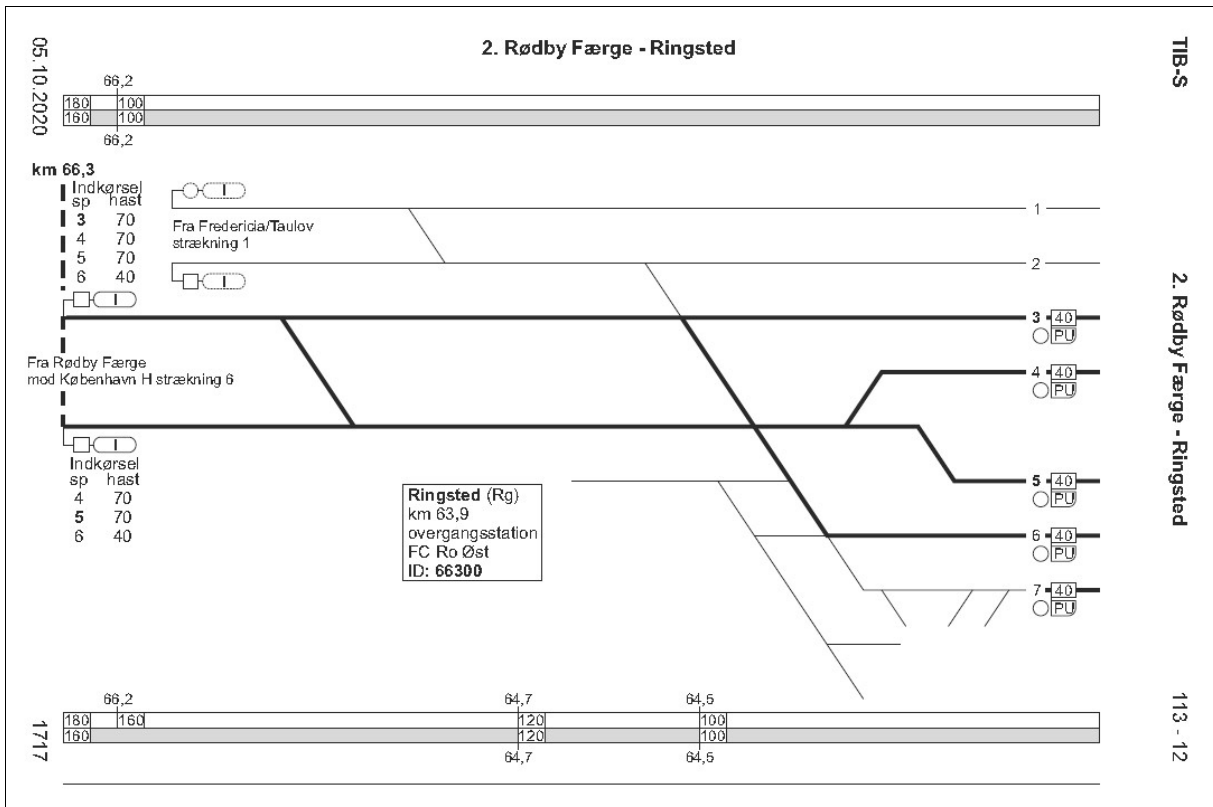 05.10.2020
2. Rødby Færge - Ringsted
TIB-S
66,2
180 100
160 100
66,2
km 66,3
Indkørsel
sp hast
3 70
4 70
5 70
6 40
I
Fra Fredericia/Taulov
strækning 1
I
I
1
2
3 40
PU
Fra Rødby Færge
mod København H strækning 6
4 40
PU
I
Indkørsel
sp hast
4 70
5 70
6 40
Ringsted (Rg)
km 63,9
overgangsstation
FC Ro Øst
ID: 66300
5 40
PU
6 40
PU
7 40
PU
2. Rødby Færge - Ringsted
66,2 64,7 64,5
180 160 120 100
160 120 100
64,7 64,5
1717
113 - 12